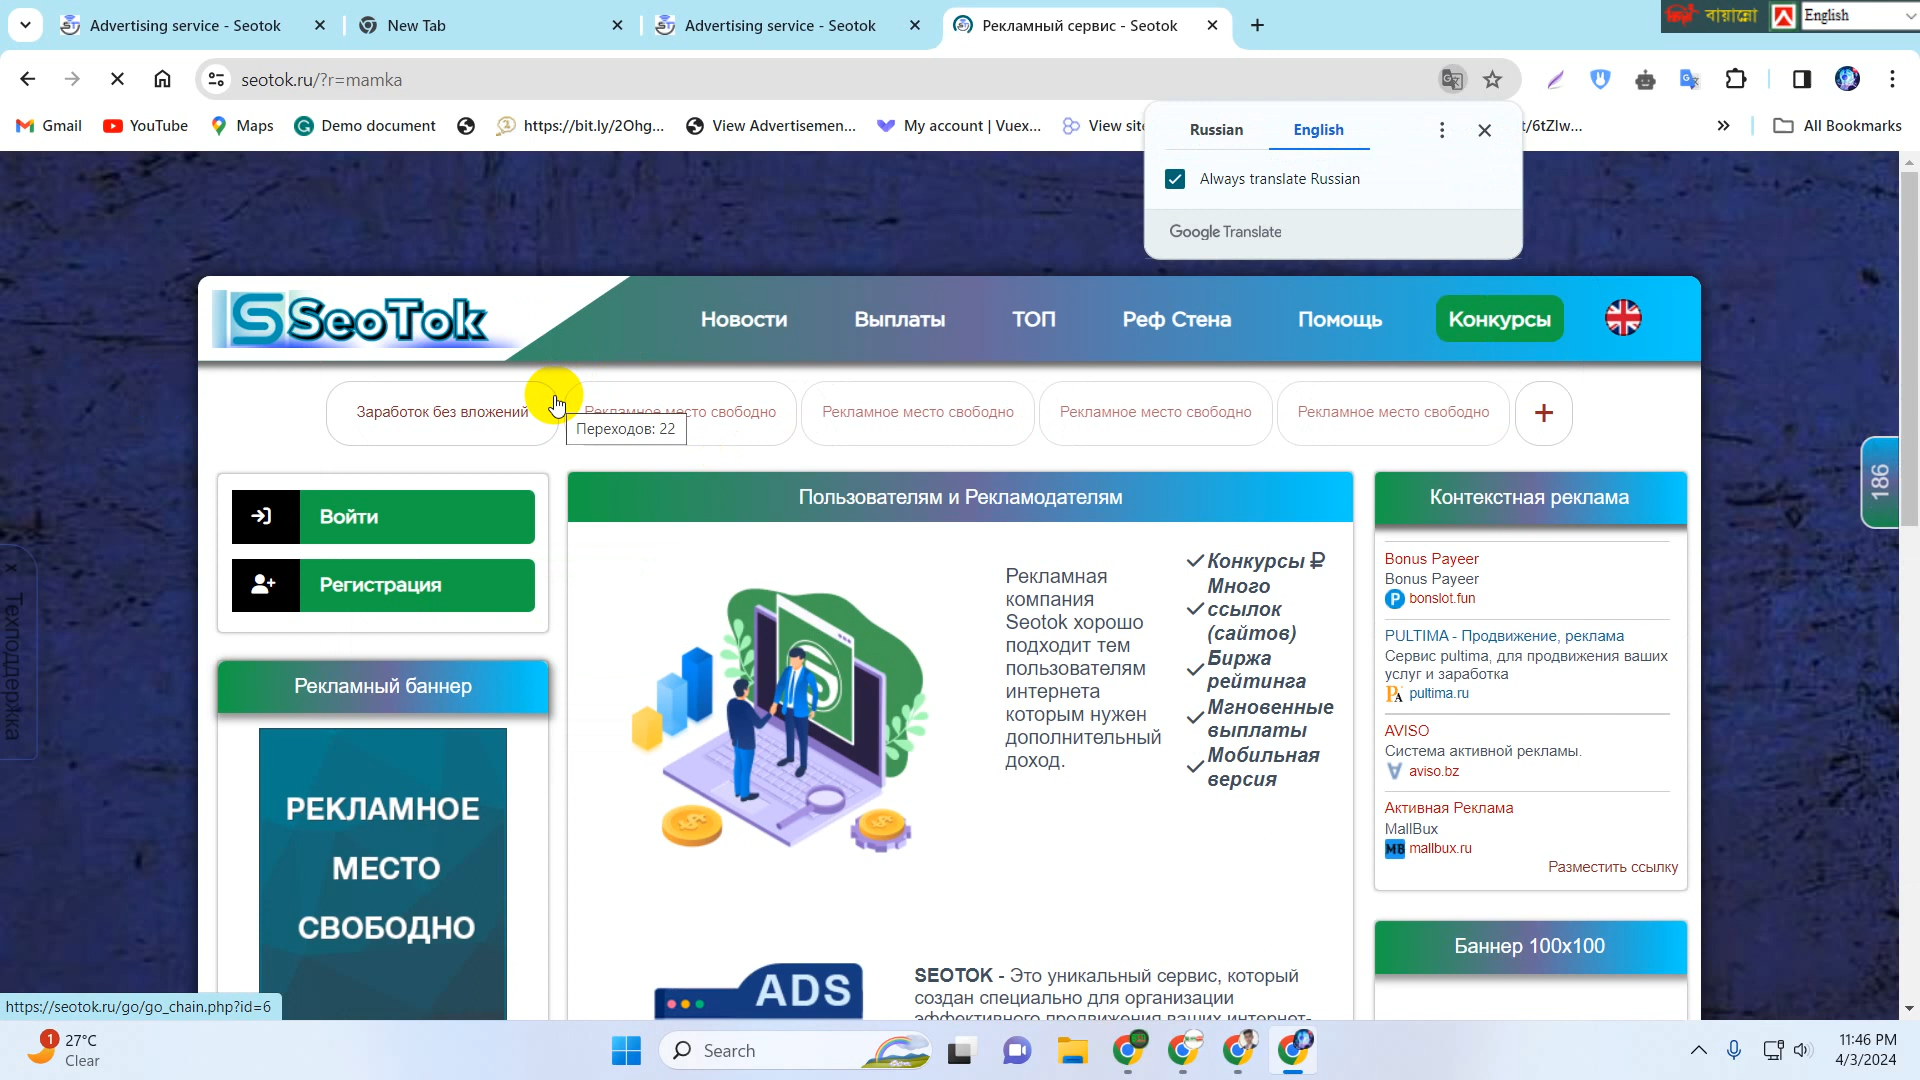 Advertising service - Seotok
New Tab
Advertising service - Seotok
Рекламный сервис - Seotok
বায়ান্নো
English
seotok.ru/?r=mamka
Gmail
YouTube
Maps
Demo document
https://bit.ly/2Ohg...
View Advertisemen...
My account | Vuex...
View sit
t/6tZlw...
All Bookmarks
Russian
English
Always translate Russian
Google Translate
SeoTok
Новости
Выплаты
ТОП
Реф Стена
Помощь
Конкурсы
Заработок без вложений
Рекламное место свободно
Рекламное место свободно
Рекламное место свободно
Рекламное место свободно
+
Переходов: 22
186
Войти
Регистрация
x Техподдержка
Рекламный баннер
РЕКЛАМНОЕ
МЕСТО
СВОБОДНО
Пользователям и Рекламодателям
Рекламная
компания
Seotok хорошо
подходит тем
пользователям
интернета
которым нужен
дополнительный
доход.
Конкурсы ₽
Много
ссылок
(сайтов)
Биржа
рейтинга
Мгновенные
выплаты
Мобильная
версия
ADS
SEOTOK - Это уникальный сервис, который
создан специально для организации
эффективного продвижения ваших интернет-
Контекстная реклама
Bonus Payeer
Bonus Payeer
bonslot.fun
PULTIMA - Продвижение, реклама
Сервис pultima, для продвижения ваших
услуг и заработка
pultima.ru
AVISO
Система активной рекламы.
aviso.bz
Активная Реклама
MallBux
MB mallbux.ru
Разместить ссылку
Баннер 100x100
https://seotok.ru/go/go_chain.php?id=6
1
27°C
Clear
Search
11:46 PM
4/3/2024